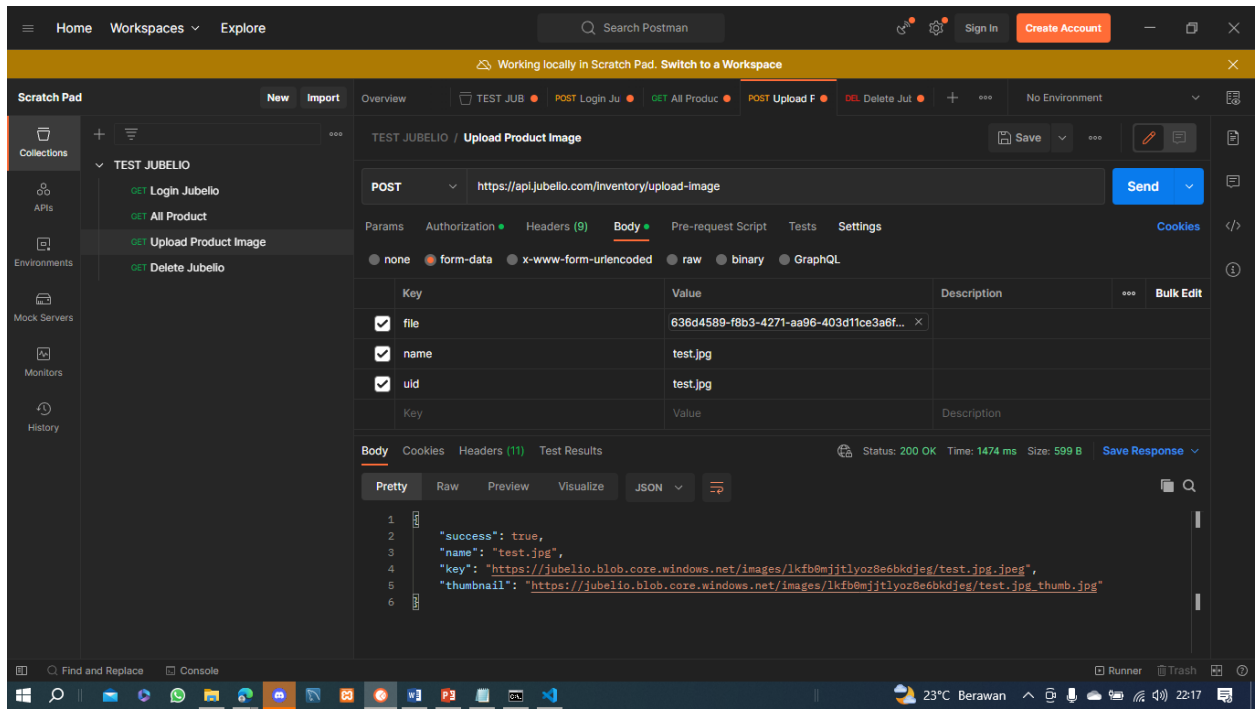 Home Workspaces Explore Search Postman Sign In Create Account
Working locally in Scratch Pad. Switch to a Workspace
Scratch Pad New Import Overview TEST JUB POST Login Ju GET All Produc POST Upload F DEL Delete Jub No Environment
Collections
APIs
Environments
Mock Servers
Monitors
History
TEST JUBELIO
GET Login Jubelio
GET All Product
GET Upload Product Image
GET Delete Jubelio
TEST JUBELIO / Upload Product Image Save
POST https://api.jubelio.com/inventory/upload-image Send
Params Authorization Headers (9) Body Pre-request Script Tests Settings Cookies
none form-data x-www-form-urlencoded raw binary GraphQL
Key Value Description Bulk Edit
file 636d4589-f8b3-4271-aa96-403d11ce3a6f...
name test.jpg
uid test.jpg
Key Value Description
Body Cookies Headers (11) Test Results Status: 200 OK Time: 1474 ms Size: 599 B Save Response
Pretty Raw Preview Visualize JSON
1 {
2 "success": true,
3 "name": "test.jpg",
4 "key": "https://jubelio.blob.core.windows.net/images/lkfb0mjjtlyoz8e6bkdjeg/test.jpg.jpeg",
5 "thumbnail": "https://jubelio.blob.core.windows.net/images/lkfb0mjjtlyoz8e6bkdjeg/test.jpg_thumb.jpg"
6 }
Find and Replace Console Runner Trash
23°C Berawan 22:17